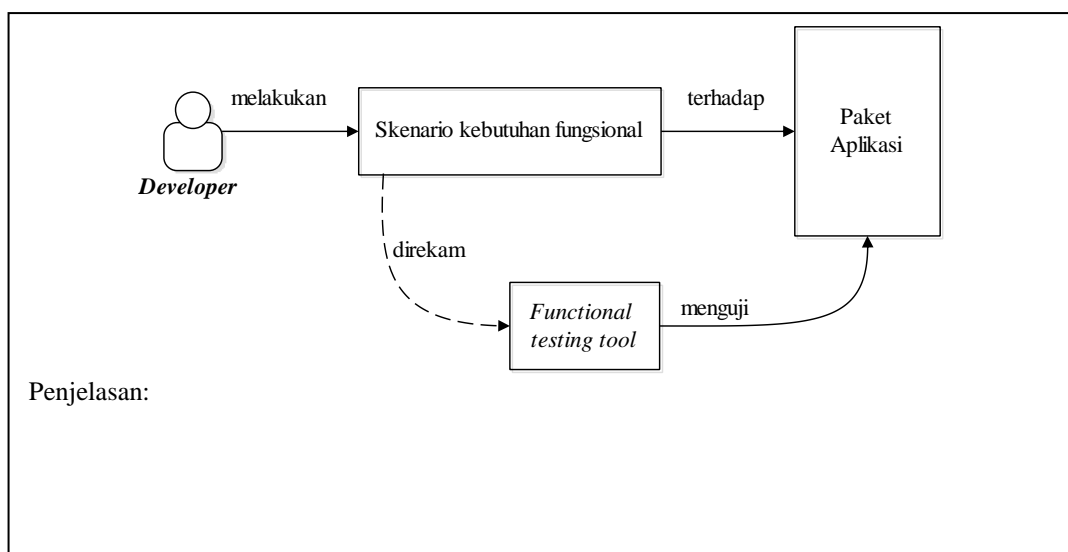 melakukan
terhadap
Skenario kebutuhan fungsional
Paket
Aplikasi
Developer
direkam
Functional
testing tool
menguji
Penjelasan: